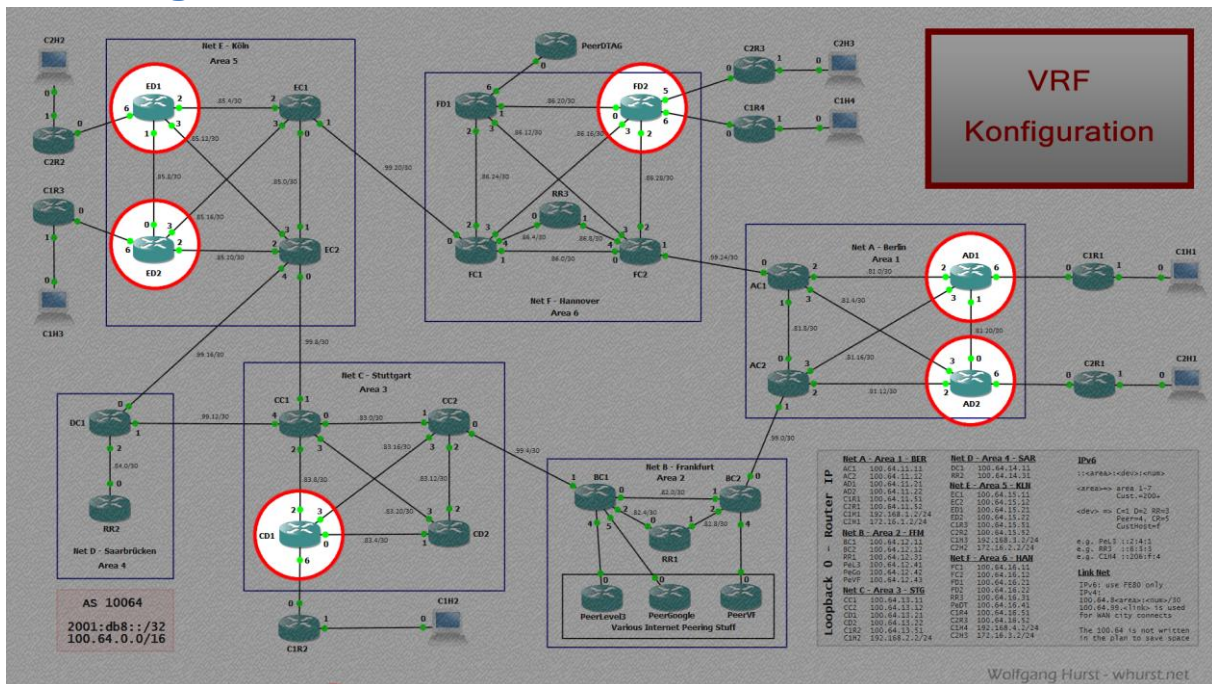 C2H2
Net E - Köln
Area 5
ED1
EC1
C2R2
C1R3
ED2
EC2
C1H3
.85.4/30
.85.12/30
.85.8/30
.85.0/30
.85.16/30
.85.20/30
PeerDTAG
C2R3
C2H3
FD1
FD2
C1R4
C1H4
.86.20/30
.86.12/30
.86.16/30
.86.24/30
.86.28/30
RR3
.86.4/30
.86.8/30
.86.0/30
FC1
FC2
Net F - Hannover
Area 6
.99.20/30
.99.24/30
VRF
Konfiguration
Net A - Berlin
Area 1
AC1
AD1
C1R1
C1H1
.81.0/30
.81.4/30
.81.8/30
.81.16/30
.81.20/30
.81.12/30
AC2
AD2
C2R1
C2H1
.99.16/30
.99.8/30
.99.0/30
Net C - Stuttgart
Area 3
CC1
CC2
.83.0/30
.83.16/30
.83.8/30
.83.12/30
.83.20/30
.83.4/30
CD1
CD2
.99.12/30
.99.4/30
DC1
.84.0/30
RR2
Net D - Saarbrücken
Area 4
Net B - Frankfurt
Area 2
BC1
BC2
.82.0/30
.82.4/30
.82.8/30
RR1
PeerLevel3
PeerGoogle
PeerVF
Various Internet Peering Stuff
C1R2
C1H2
AS 10064
2001:db8::/32
100.64.0.0/16
Loopback 0 - Router IP
Net A - Area 1 - BER
AC1 100.64.11.11
AC2 100.64.11.12
AD1 100.64.11.21
AD2 100.64.11.22
C1R1 100.64.11.51
C2R1 100.64.11.52
C1H1 192.168.1.2/24
C2H1 172.16.1.2/24
Net B - Area 2 - FFM
BC1 100.64.12.11
BC2 100.64.12.12
RR1 100.64.12.31
PeL3 100.64.12.41
PeGo 100.64.12.42
PeVF 100.64.12.43
Net C - Area 3 - STG
CC1 100.64.13.11
CC2 100.64.13.12
CD1 100.64.13.21
CD2 100.64.13.22
C1R2 100.64.13.51
C1H2 192.168.2.2/24
Net D - Area 4 - SAR
DC1 100.64.14.11
RR2 100.64.14.31
Net E - Area 5 - KLN
EC1 100.64.15.11
EC2 100.64.15.12
ED1 100.64.15.21
ED2 100.64.15.22
C1R3 100.64.15.51
C2R2 100.64.15.52
C1H3 192.168.3.2/24
C2H2 172.16.2.2/24
Net F - Area 6 - HAN
FC1 100.64.16.11
FC2 100.64.16.12
FD1 100.64.16.21
FD2 100.64.16.22
RR3 100.64.16.31
PeDT 100.64.16.41
C1R4 100.64.16.51
C2R3 100.64.16.52
C1H4 192.168.4.2/24
C2H3 172.16.3.2/24
IPv6
::<area>:<dev>:<num>
<area>=> area 1-7
Cust.=200+
<dev> => C=1 D=2 RR=3
Peer=4, CR=5
CustHost=f
e.g. PeL3 ::2:4:1
e.g. RR3 ::6:3:3
e.g. C1H4 ::206:f:4
Link Net
IPv6: use FE80 only
IPv4:
100.64.8<area>:<num>/30
100.64.99.<link> is used
for WAN city connects
The 100.64 is not written
in the plan to save space
Wolfgang Hurst - whurst.net